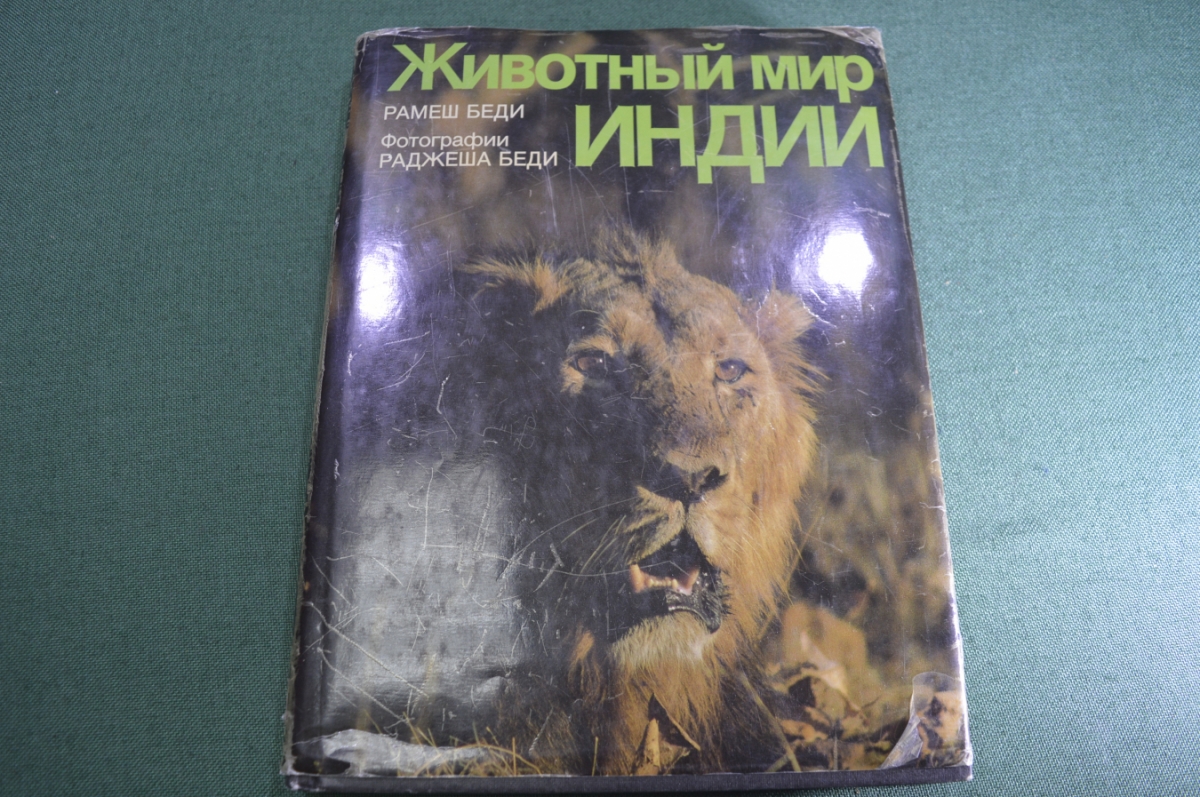 Животный мир
ИНДИИ
РАМЕШ БЕДИ
Фотографии
РАДЖЕША БЕДИ